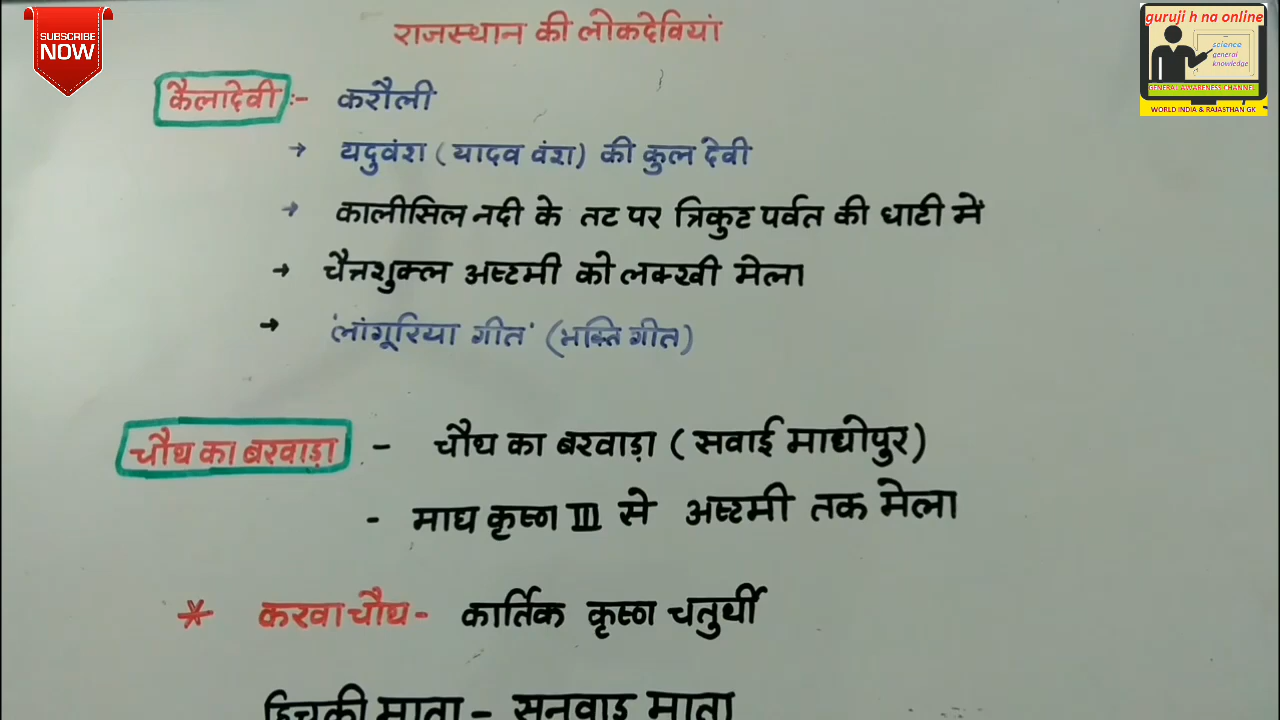 SUBSCRIBE
NOW
guruji h na online
science
general
knowledge
GENERAL AWARENESS CHANNEL
WORLD INDIA & RAJASTHAN GK
राजस्थान की लोकदेवियां
कैलादेवी :- करौली
→ यदुवंश (यादव वंश) की कुल देवी
→ कालीसिल नदी के तट पर त्रिकुट पर्वत की घाटी में
→ चैत्रशुक्ल अष्टमी को लक्खी मेला
→ 'लांगूरिया गीत' (भक्ति गीत)
चौथ का बरवाड़ा - चौथ का बरवाड़ा (सवाई माधोपुर)
- माघ कृष्ण III से अष्टमी तक मेला
* करवा चौथ - कार्तिक कृष्ण चतुर्थी
हिचकी माता - सनवाड़ माता